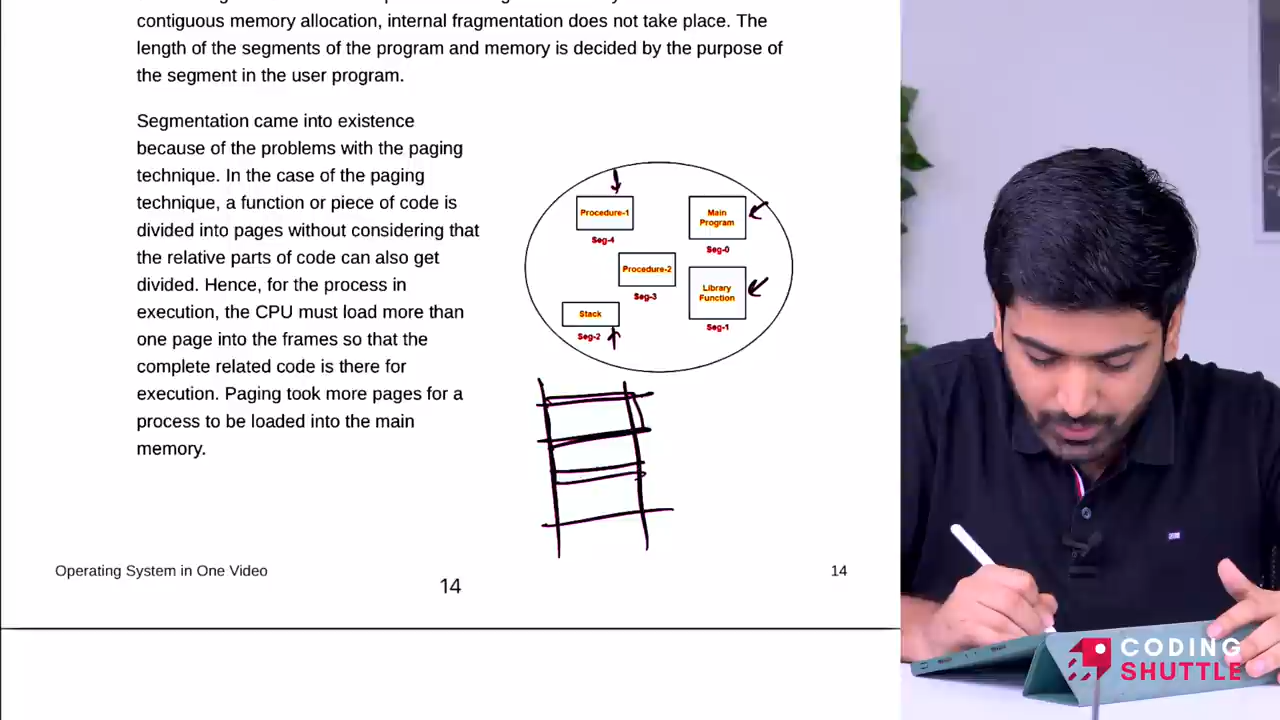 contiguous memory allocation, internal fragmentation does not take place. The
length of the segments of the program and memory is decided by the purpose of
the segment in the user program.
Segmentation came into existence
because of the problems with the paging
technique. In the case of the paging
technique, a function or piece of code is
divided into pages without considering that
the relative parts of code can also get
divided. Hence, for the process in
execution, the CPU must load more than
one page into the frames so that the
complete related code is there for
execution. Paging took more pages for a
process to be loaded into the main
memory.
Procedure-1
Seg-4
Main
Program
Seg-0
Procedure-2
Seg-3
Library
Function
Seg-1
Stack
Seg-2
Operating System in One Video
14
14
CODING
SHUTTLE